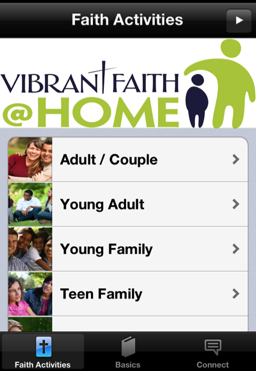 Faith Activities
VIBRANT FAITH
@HOME
Adult / Couple
Young Adult
Young Family
Teen Family
Faith Activities
Basics
Connect